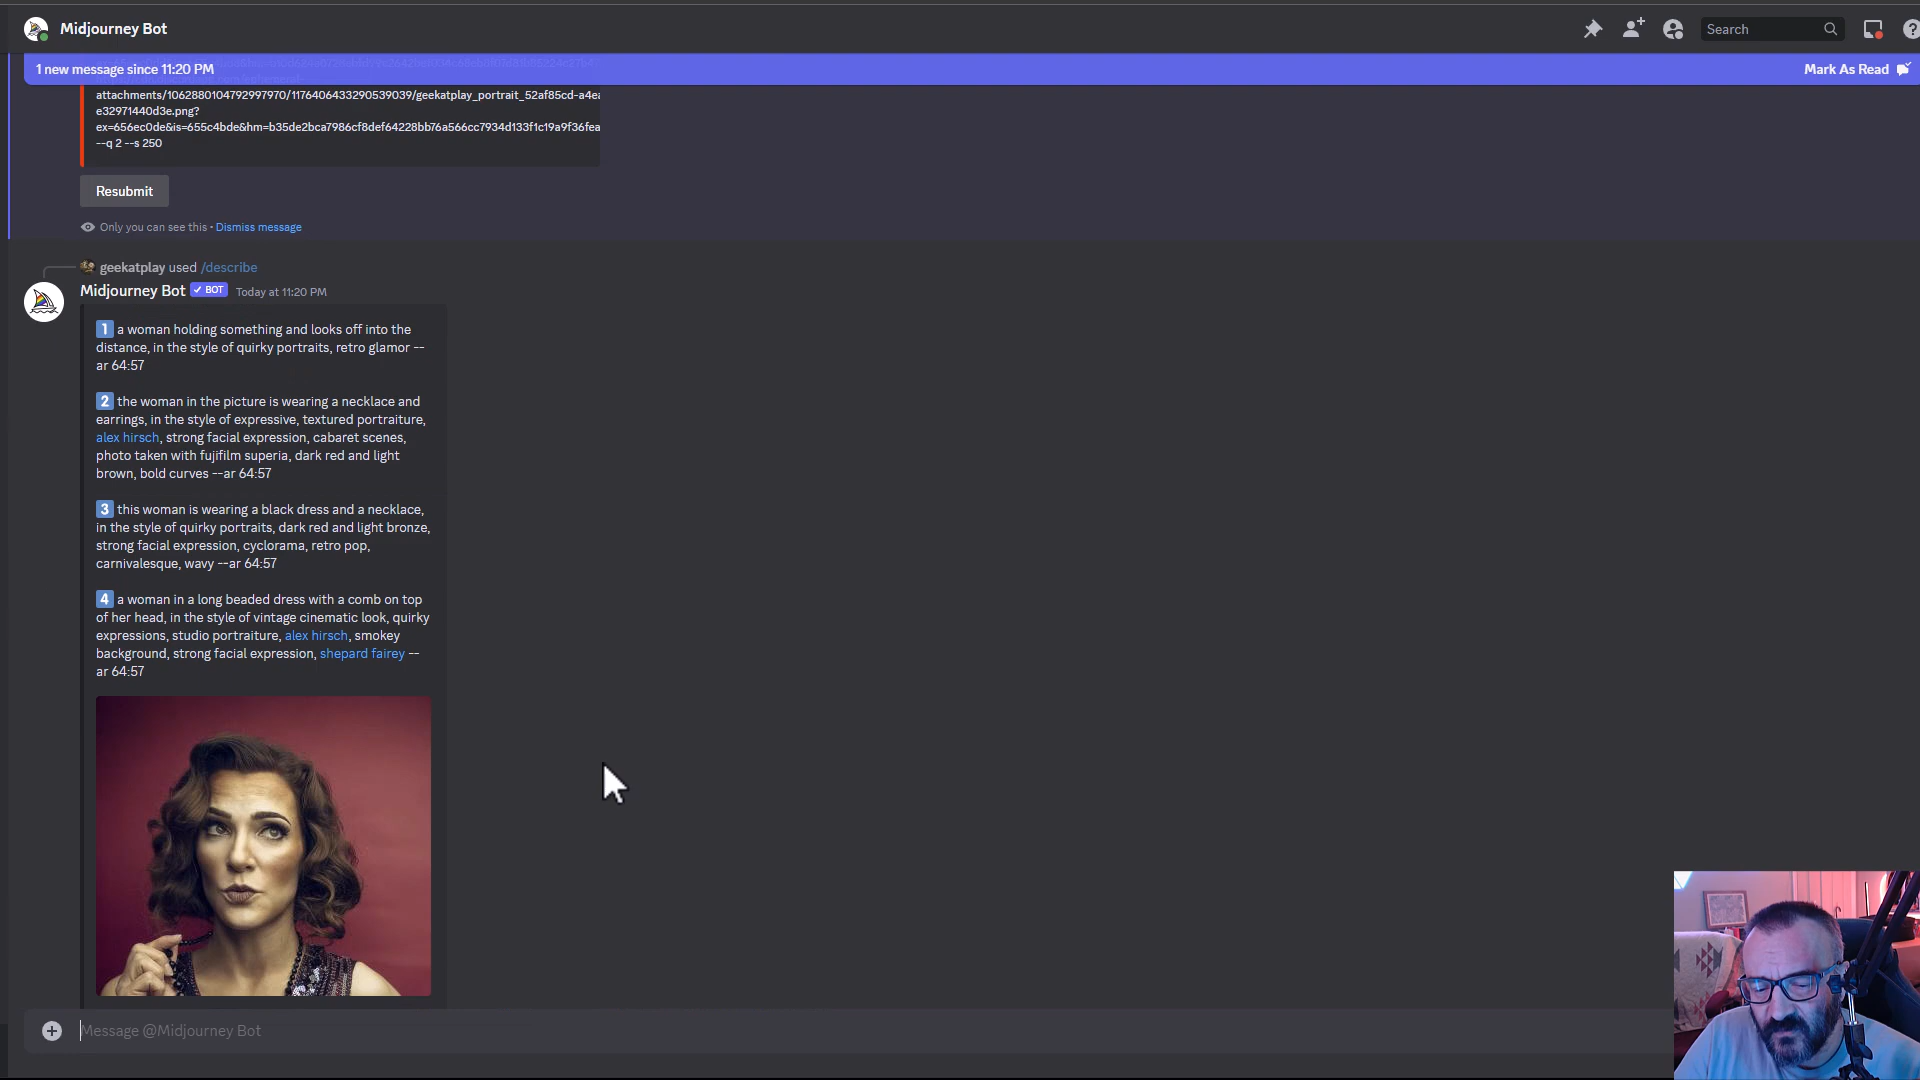 Midjourney Bot
Search
1 new message since 11:20 PM
Mark As Read
attachments/1062880104792997970/1176406433290539039/geekatplay_portrait_52af85cd-a4ea
e32971440d3e.png?
ex=656ec0de&is=655c4bde&hm=b35de2bca7986cf8def64228bb76a566cc7934d133f1c19a9f36fea
--q 2 --s 250
Resubmit
Only you can see this • Dismiss message
geekatplay used /describe
Midjourney Bot ✓ BOT Today at 11:20 PM
1 a woman holding something and looks off into the
distance, in the style of quirky portraits, retro glamor --
ar 64:57
2 the woman in the picture is wearing a necklace and
earrings, in the style of expressive, textured portraiture,
alex hirsch, strong facial expression, cabaret scenes,
photo taken with fujifilm superia, dark red and light
brown, bold curves --ar 64:57
3 this woman is wearing a black dress and a necklace,
in the style of quirky portraits, dark red and light bronze,
strong facial expression, cyclorama, retro pop,
carnivalesque, wavy --ar 64:57
4 a woman in a long beaded dress with a comb on top
of her head, in the style of vintage cinematic look, quirky
expressions, studio portraiture, alex hirsch, smokey
background, strong facial expression, shepard fairey --
ar 64:57
Message @Midjourney Bot